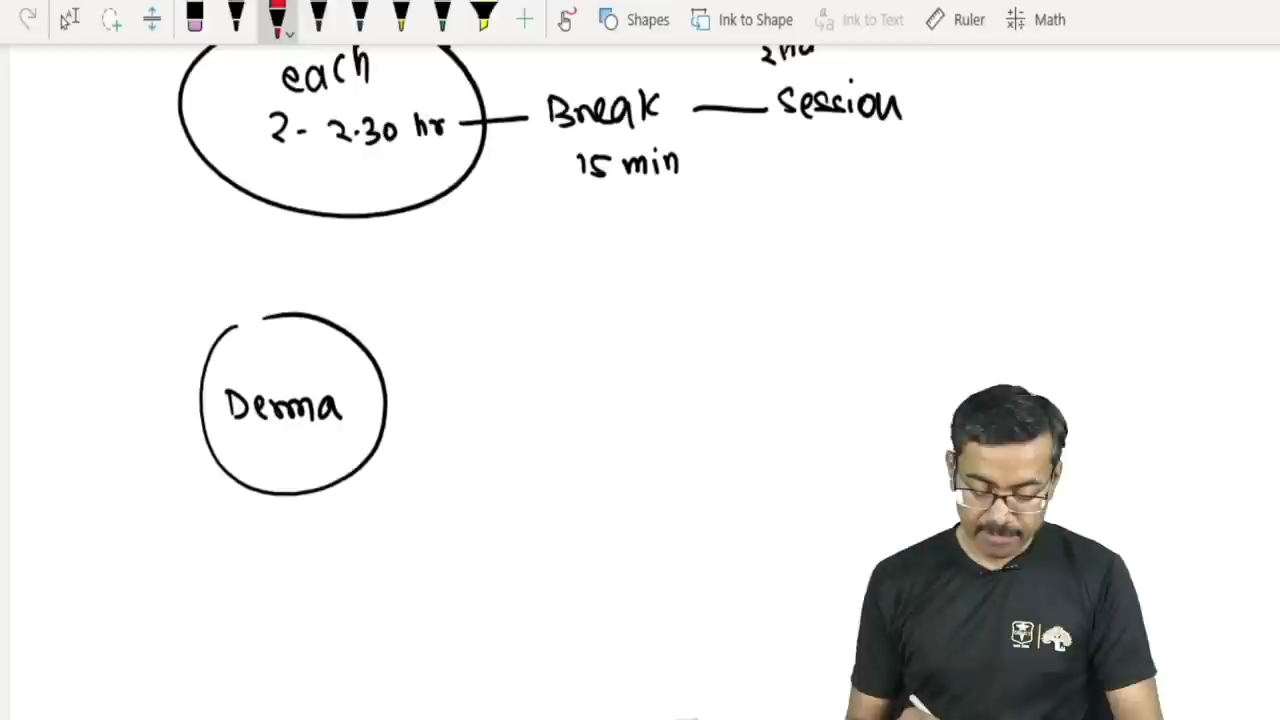 Shapes Ink to Shape Ink to Text Ruler Math
each
2- 2.30 hr Break Session
15 min
Derma